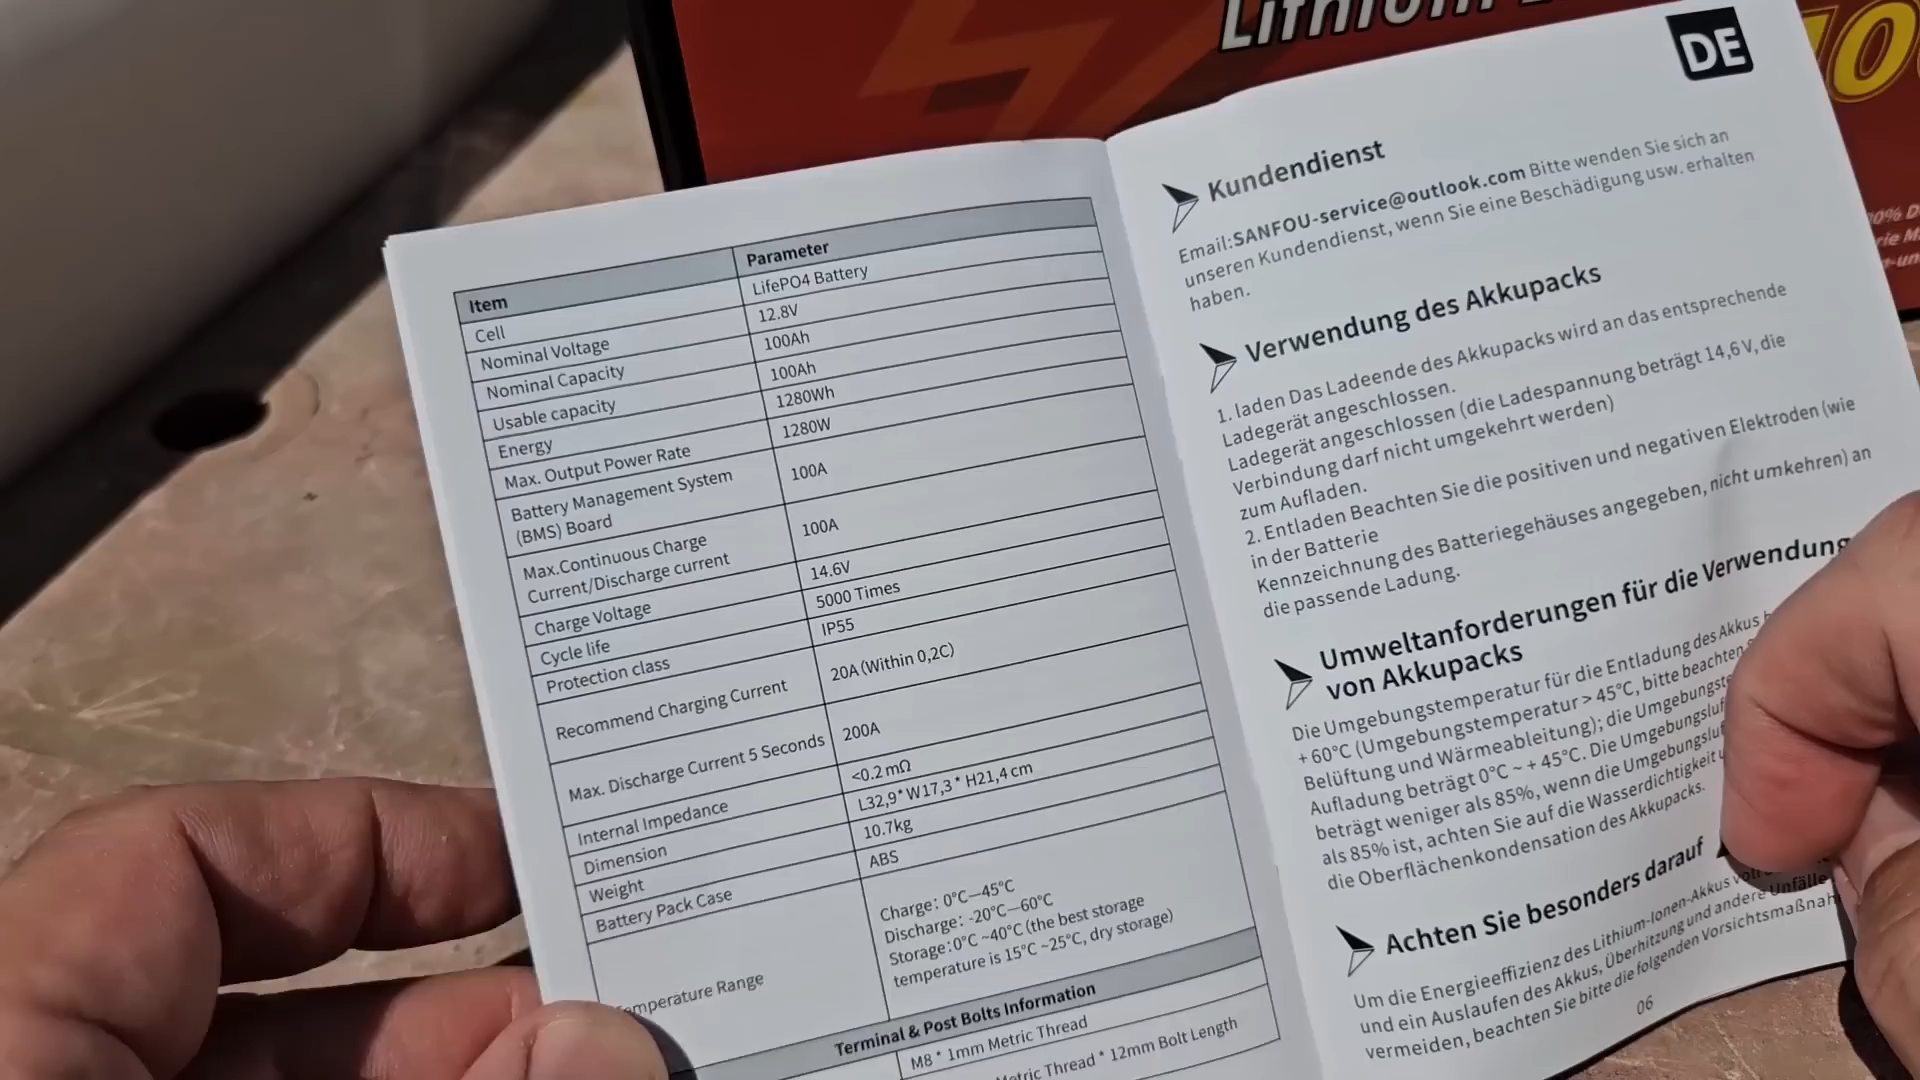 Lithium
DE
Item Parameter
Cell LifePO4 Battery
Nominal Voltage 12.8V
Nominal Capacity 100Ah
Usable capacity 100Ah
Energy 1280Wh
Max. Output Power Rate 1280W
Battery Management System
(BMS) Board 100A
Max.Continuous Charge
Current/Discharge current 100A
Charge Voltage 14.6V
Cycle life 5000 Times
Protection class IP55
Recommend Charging Current 20A (Within 0,2C)
Max. Discharge Current 5 Seconds 200A
Internal Impedance <0.2 mΩ
Dimension L32,9* W17,3 * H21,4 cm
Weight 10.7kg
Battery Pack Case ABS
Temperature Range
Charge: 0°C—45°C
Discharge: -20°C—60°C
Storage:0°C ~40°C (the best storage
temperature is 15°C ~25°C, dry storage)
Terminal & Post Bolts Information
M8 * 1mm Metric Thread
Thread * 12mm Bolt Length
Kundendienst
Email:SANFOU-service@outlook.com Bitte wenden Sie sich an
unseren Kundendienst, wenn Sie eine Beschädigung usw. erhalten
haben.
Verwendung des Akkupacks
1. laden Das Ladeende des Akkupacks wird an das entsprechende
Ladegerät angeschlossen.
Ladegerät angeschlossen (die Ladespannung beträgt 14,6 V, die
Verbindung darf nicht umgekehrt werden)
zum Aufladen.
2. Entladen Beachten Sie die positiven und negativen Elektroden (wie
in der Batterie
Kennzeichnung des Batteriegehäuses angegeben, nicht umkehren) an
die passende Ladung.
Umweltanforderungen für die Verwendung
von Akkupacks
Die Umgebungstemperatur für die Entladung des Akkus
+ 60°C (Umgebungstemperatur > 45°C, bitte beachten
Belüftung und Wärmeableitung); die
Aufladung beträgt 0°C ~ + 45°C. Die
beträgt weniger als 85%, wenn die
als 85% ist, achten Sie auf die Wasserdichtigkeit
die Oberflächenkondensation des Akkupacks.
Achten Sie besonders darauf
Um die Energieeffizienz des Lithium-Ionen-Akkus
und ein Auslaufen des Akkus, Überhitzung und andere Unfälle
vermeiden, beachten Sie bitte die folgenden
06